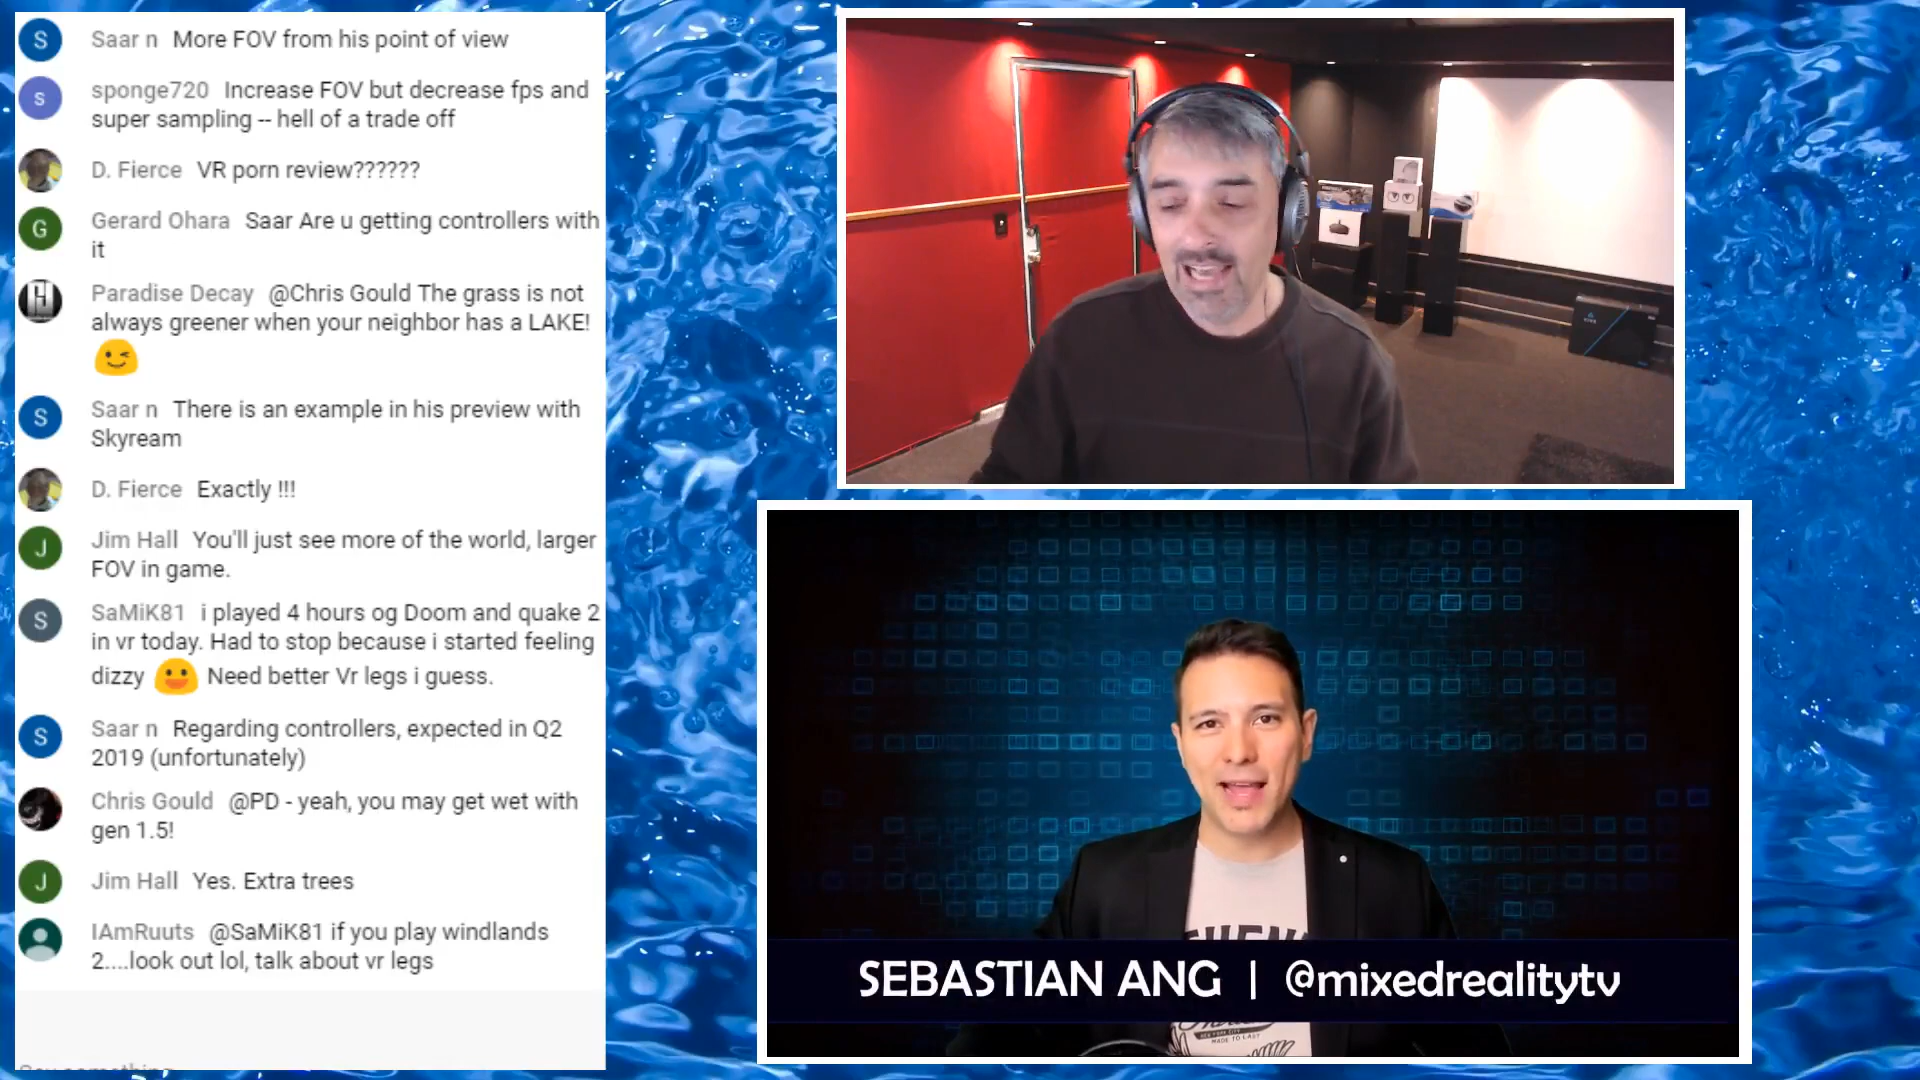 S Saar n More FOV from his point of view
s sponge720 Increase FOV but decrease fps and
super sampling -- hell of a trade off
D. Fierce VR porn review??????
G Gerard Ohara Saar Are u getting controllers with
it
Paradise Decay @Chris Gould The grass is not
always greener when your neighbor has a LAKE!
S Saar n There is an example in his preview with
Skyream
D. Fierce Exactly !!!
J Jim Hall You'll just see more of the world, larger
FOV in game.
S SaMiK81 i played 4 hours og Doom and quake 2
in vr today. Had to stop because i started feeling
dizzy Need better Vr legs i guess.
S Saar n Regarding controllers, expected in Q2
2019 (unfortunately)
Chris Gould @PD - yeah, you may get wet with
gen 1.5!
J Jim Hall Yes. Extra trees
IAmRuuts @SaMiK81 if you play windlands
2....look out lol, talk about vr legs
SEBASTIAN ANG | @mixedrealitytv
NEW YORK CITY
MADE TO LAST